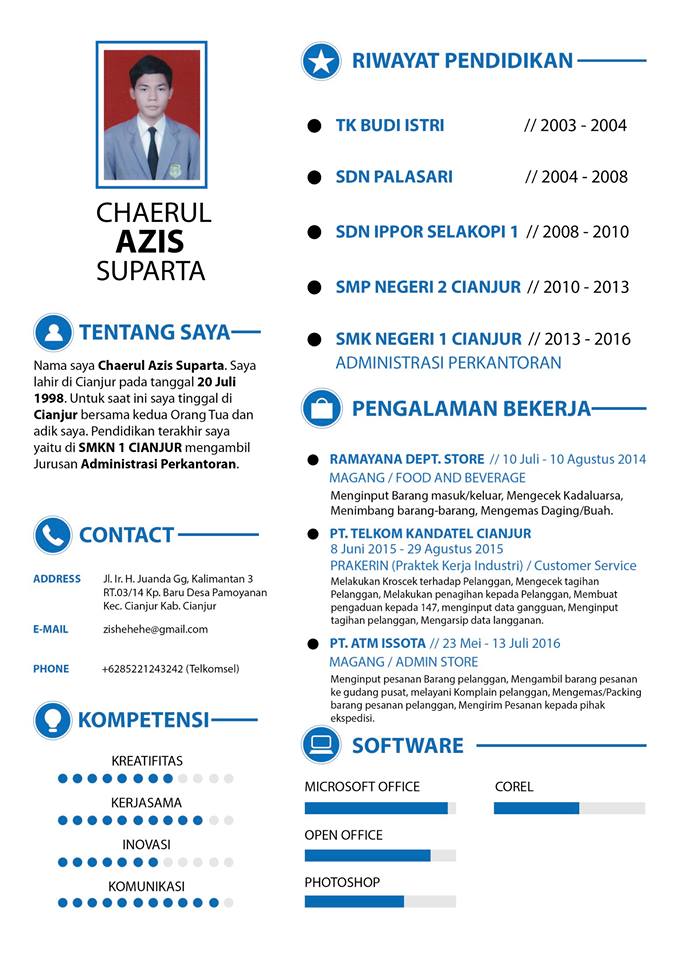 CHAERUL
AZIS
SUPARTA
TENTANG SAYA
Nama saya Chaerul Azis Suparta. Saya
lahir di Cianjur pada tanggal 20 Juli
1998. Untuk saat ini saya tinggal di
Cianjur bersama kedua Orang Tua dan
adik saya. Pendidikan terakhir saya
yaitu di SMKN 1 CIANJUR mengambil
Jurusan Administrasi Perkantoran.
CONTACT
ADDRESS Jl. Ir. H. Juanda Gg, Kalimantan 3
RT.03/14 Kp. Baru Desa Pamoyanan
Kec. Cianjur Kab. Cianjur
E-MAIL zishehehe@gmail.com
PHONE +6285221243242 (Telkomsel)
KOMPETENSI
KREATIFITAS
KERJASAMA
INOVASI
KOMUNIKASI
RIWAYAT PENDIDIKAN
TK BUDI ISTRI // 2003 - 2004
SDN PALASARI // 2004 - 2008
SDN IPPOR SELAKOPI 1 // 2008 - 2010
SMP NEGERI 2 CIANJUR // 2010 - 2013
SMK NEGERI 1 CIANJUR // 2013 - 2016
ADMINISTRASI PERKANTORAN
PENGALAMAN BEKERJA
RAMAYANA DEPT. STORE // 10 Juli - 10 Agustus 2014
MAGANG / FOOD AND BEVERAGE
Menginput Barang masuk/keluar, Mengecek Kadaluarsa,
Menimbang barang-barang, Mengemas Daging/Buah.
PT. TELKOM KANDATEL CIANJUR
8 Juni 2015 - 29 Agustus 2015
PRAKERIN (Praktek Kerja Industri) / Customer Service
Melakukan Kroscek terhadap Pelanggan, Mengecek tagihan
Pelanggan, Melakukan penagihan kepada Pelanggan, Membuat
pengaduan kepada 147, menginput data gangguan, Menginput
tagihan pelanggan, Mengarsip data langganan.
PT. ATM ISSOTA // 23 Mei - 13 Juli 2016
MAGANG / ADMIN STORE
Menginput pesanan Barang pelanggan, Mengambil barang pesanan
ke gudang pusat, melayani Komplain pelanggan, Mengemas/Packing
barang pesanan pelanggan, Mengirim Pesanan kepada pihak
ekspedisi.
SOFTWARE
MICROSOFT OFFICE COREL
OPEN OFFICE
PHOTOSHOP